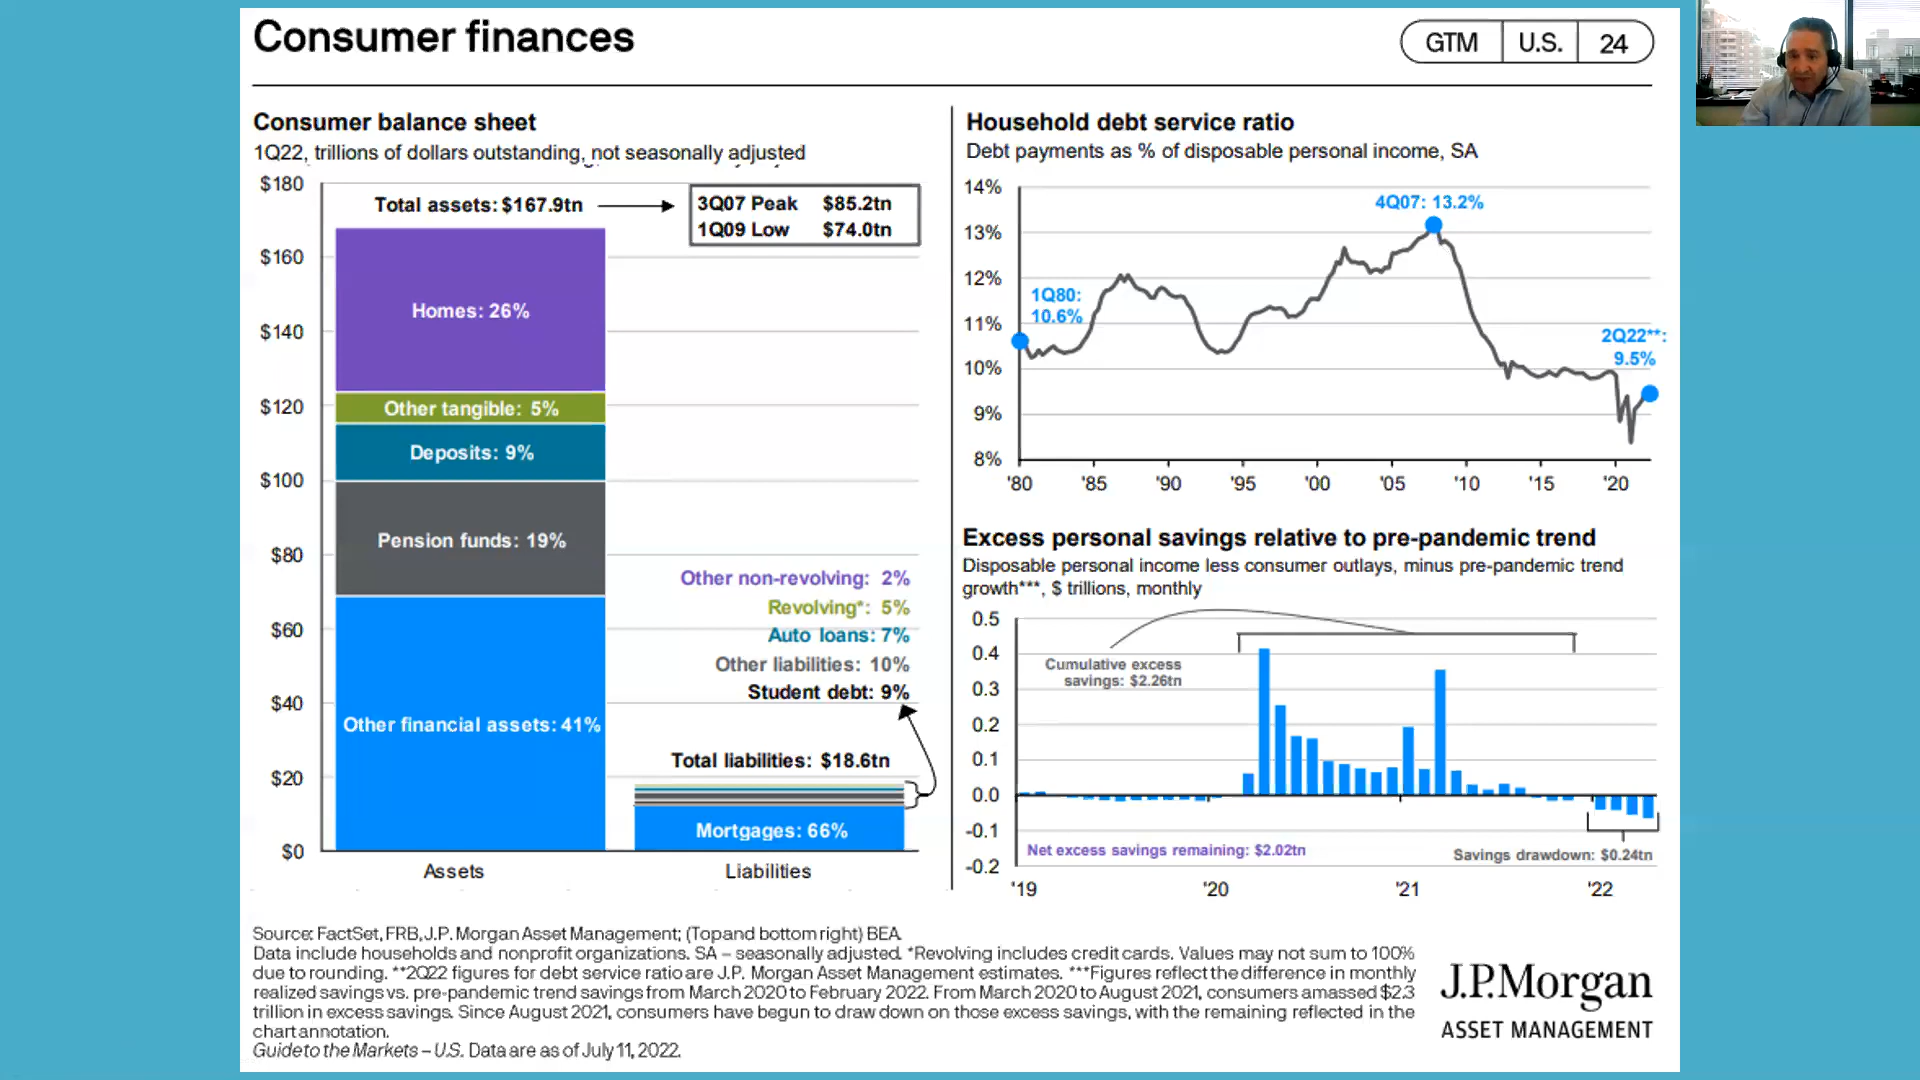 Consumer finances
GTM U.S. 24
Consumer balance sheet
1Q22, trillions of dollars outstanding, not seasonally adjusted
$180
$160
$140
$120
$100
$80
$60
$40
$20
$0
Total assets: $167.9tn
3Q07 Peak $85.2tn
1Q09 Low $74.0tn
Homes: 26%
Other tangible: 5%
Deposits: 9%
Pension funds: 19%
Other financial assets: 41%
Other non-revolving: 2%
Revolving*: 5%
Auto loans: 7%
Other liabilities: 10%
Student debt: 9%
Total liabilities: $18.6tn
Mortgages: 66%
Assets
Liabilities
Household debt service ratio
Debt payments as % of disposable personal income, SA
14%
13%
12%
11%
10%
9%
8%
4Q07: 13.2%
1Q80:
10.6%
2Q22**:
9.5%
'80 '85 '90 '95 '00 '05 '10 '15 '20
Excess personal savings relative to pre-pandemic trend
Disposable personal income less consumer outlays, minus pre-pandemic trend
growth***, $ trillions, monthly
0.5
0.4
0.3
0.2
0.1
0.0
-0.1
-0.2
Cumulative excess
savings: $2.26tn
Net excess savings remaining: $2.02tn
Savings drawdown: $0.24tn
'19 '20 '21 '22
Source: FactSet, FRB, J.P. Morgan Asset Management; (Top and bottom right) BEA.
Data include households and nonprofit organizations. SA – seasonally adjusted. *Revolving includes credit cards. Values may not sum to 100%
due to rounding. **2Q22 figures for debt service ratio are J.P. Morgan Asset Management estimates. ***Figures reflect the difference in monthly
realized savings vs. pre-pandemic trend savings from March 2020 to February 2022. From March 2020 to August 2021, consumers amassed $2.3
trillion in excess savings. Since August 2021, consumers have begun to draw down on those excess savings, with the remaining reflected in the
chart annotation.
Guide to the Markets – U.S. Data are as of July 11, 2022.
J.P.Morgan
ASSET MANAGEMENT